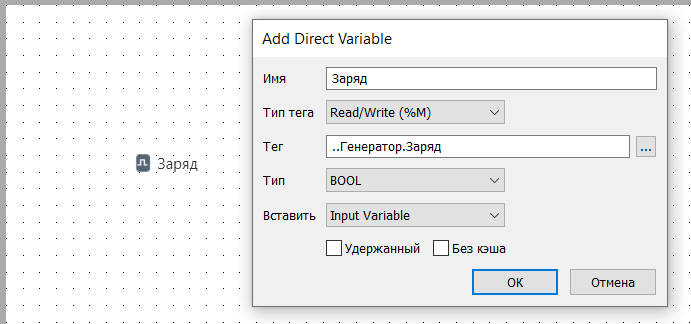 Add Direct Variable
Имя Заряд
Тип тега Read/Write (%M)
Тег ..Генератор.Заряд ...
Тип BOOL
Вставить Input Variable
Удержанный Без кэша
OK Отмена
Заряд